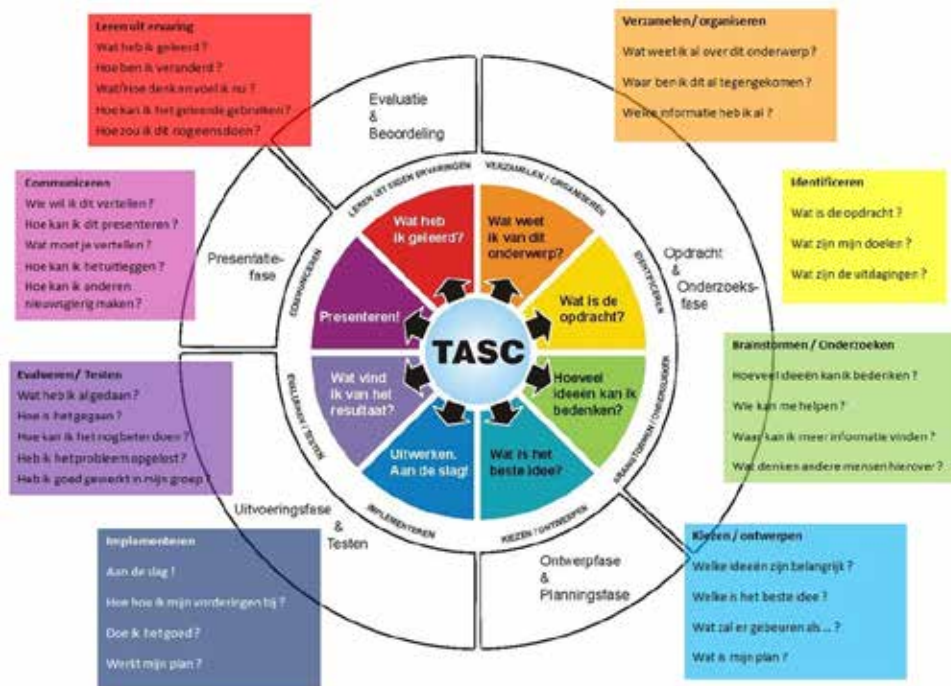 Leren uit ervaring
Wat heb ik geleerd ?
Hoe ben ik veranderd ?
Wat/Hoe denk en voel ik nu ?
Hoe kan ik het geleerde gebruiken ?
Hoe zou ik dit nog eens doen ?
Verzamelen / organiseren
Wat weet ik al over dit onderwerp ?
Waar ben ik dit al tegengekomen ?
Welke informatie heb ik al ?
Communiceren
Wie wil ik dit vertellen ?
Hoe kan ik dit presenteren ?
Wat moet je vertellen ?
Hoe kan ik het uitleggen ?
Hoe kan ik anderen
nieuwsgierig maken ?
Identificeren
Wat is de opdracht ?
Wat zijn mijn doelen ?
Wat zijn de uitdagingen ?
Evalueren / Testen
Wat heb ik al gedaan ?
Hoe is het gegaan ?
Hoe kan ik het nog beter doen ?
Heb ik het probleem opgelost ?
Heb ik goed gewerkt in mijn groep ?
Brainstormen / Onderzoeken
Hoeveel ideeën kan ik bedenken ?
Wie kan me helpen ?
Waar kan ik meer informatie vinden ?
Wat denken andere mensen hierover ?
Implementeren
Aan de slag !
Hoe hou ik mijn vorderingen bij ?
Doe ik het goed ?
Werkt mijn plan ?
Kiezen / ontwerpen
Welke ideeën zijn belangrijk ?
Welke is het beste idee ?
Wat zal er gebeuren als... ?
Wat is mijn plan ?
Evaluatie
&
Beoordeling
Opdracht
&
Onderzoeks-
fase
Ontwerpfase
&
Planningsfase
Uitvoeringsfase
&
Testen
Presentatie-
fase
LEREN UIT EIGEN ERVARINGEN
VERZAMELEN / ORGANISEREN
IDENTIFICEREN
BRAINSTORMEN / ONDERZOEKEN
KIEZEN / ONTWERPEN
IMPLEMENTEREN
EVALUEREN / TESTEN
COMMUNICEREN
Wat heb
ik geleerd?
Wat weet
ik van dit
onderwerp?
Wat is de
opdracht?
Hoeveel
ideeën kan ik
bedenken?
Wat is het
beste idee?
Uitwerken.
Aan de slag!
Wat vind
ik van het
resultaat?
Presenteren!
TASC